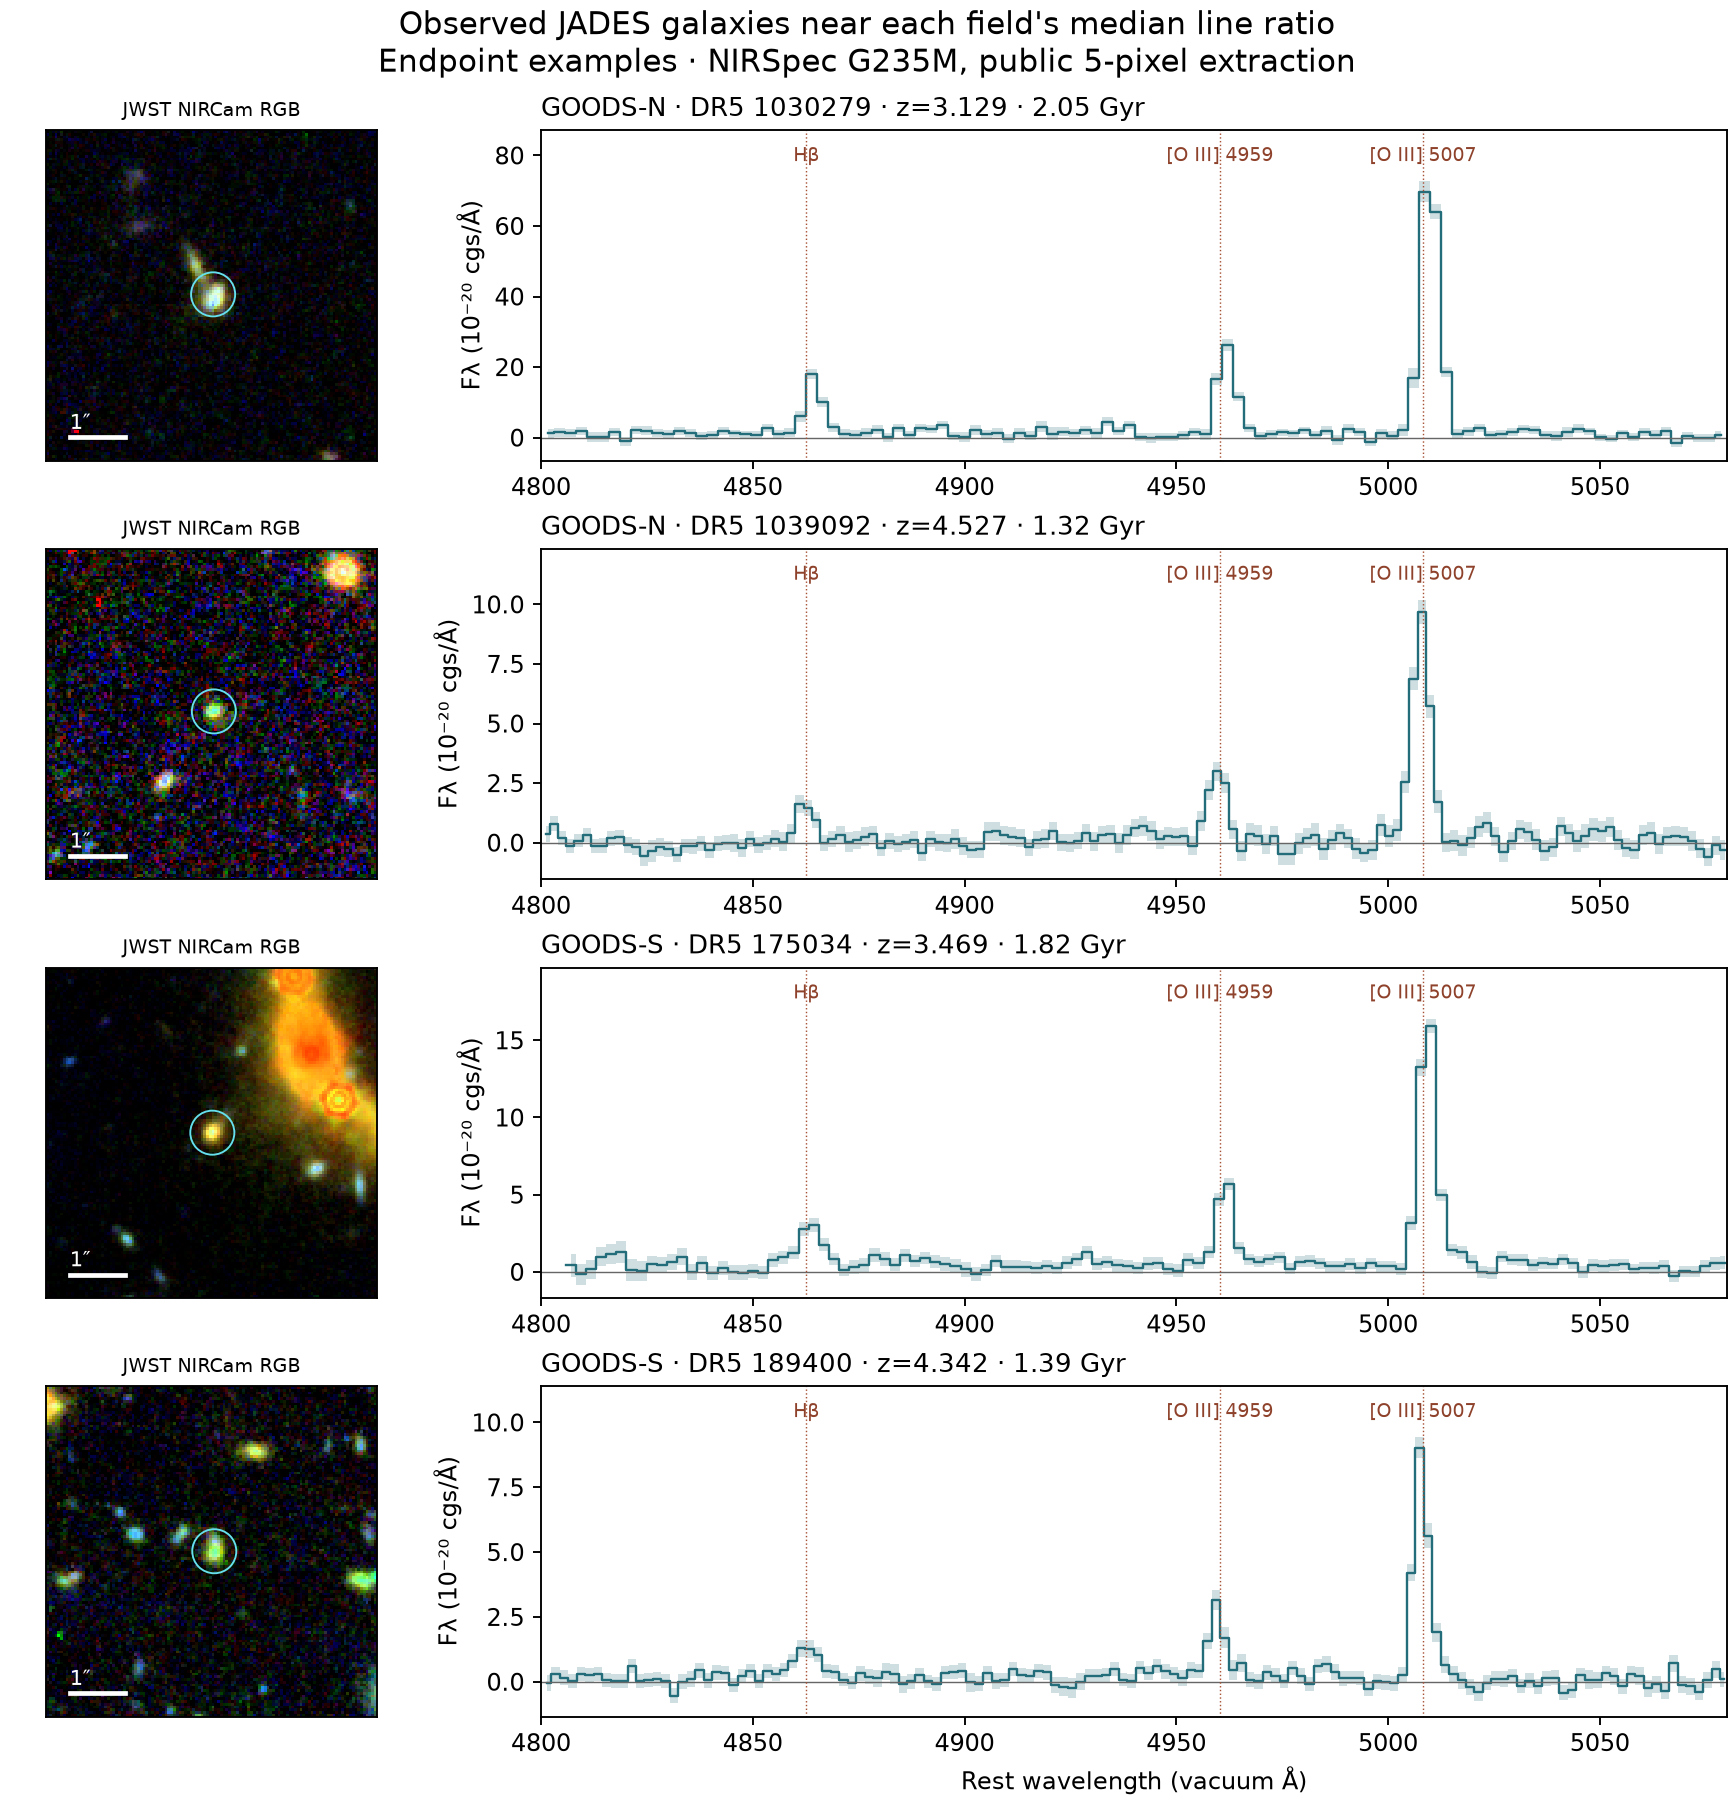 Observed JADES galaxies near each field's median line ratio
Endpoint examples · NIRSpec G235M, public 5-pixel extraction
JWST NIRCam RGB
1″
GOODS-N · DR5 1030279 · z=3.129 · 2.05 Gyr
Hβ
[O III] 4959
[O III] 5007
Fλ (10⁻²⁰ cgs/Å)
80
60
40
20
0
4800
4850
4900
4950
5000
5050
JWST NIRCam RGB
1″
GOODS-N · DR5 1039092 · z=4.527 · 1.32 Gyr
Hβ
[O III] 4959
[O III] 5007
Fλ (10⁻²⁰ cgs/Å)
10.0
7.5
5.0
2.5
0.0
4800
4850
4900
4950
5000
5050
JWST NIRCam RGB
1″
GOODS-S · DR5 175034 · z=3.469 · 1.82 Gyr
Hβ
[O III] 4959
[O III] 5007
Fλ (10⁻²⁰ cgs/Å)
15
10
5
0
4800
4850
4900
4950
5000
5050
JWST NIRCam RGB
1″
GOODS-S · DR5 189400 · z=4.342 · 1.39 Gyr
Hβ
[O III] 4959
[O III] 5007
Fλ (10⁻²⁰ cgs/Å)
10.0
7.5
5.0
2.5
0.0
4800
4850
4900
4950
5000
5050
Rest wavelength (vacuum Å)